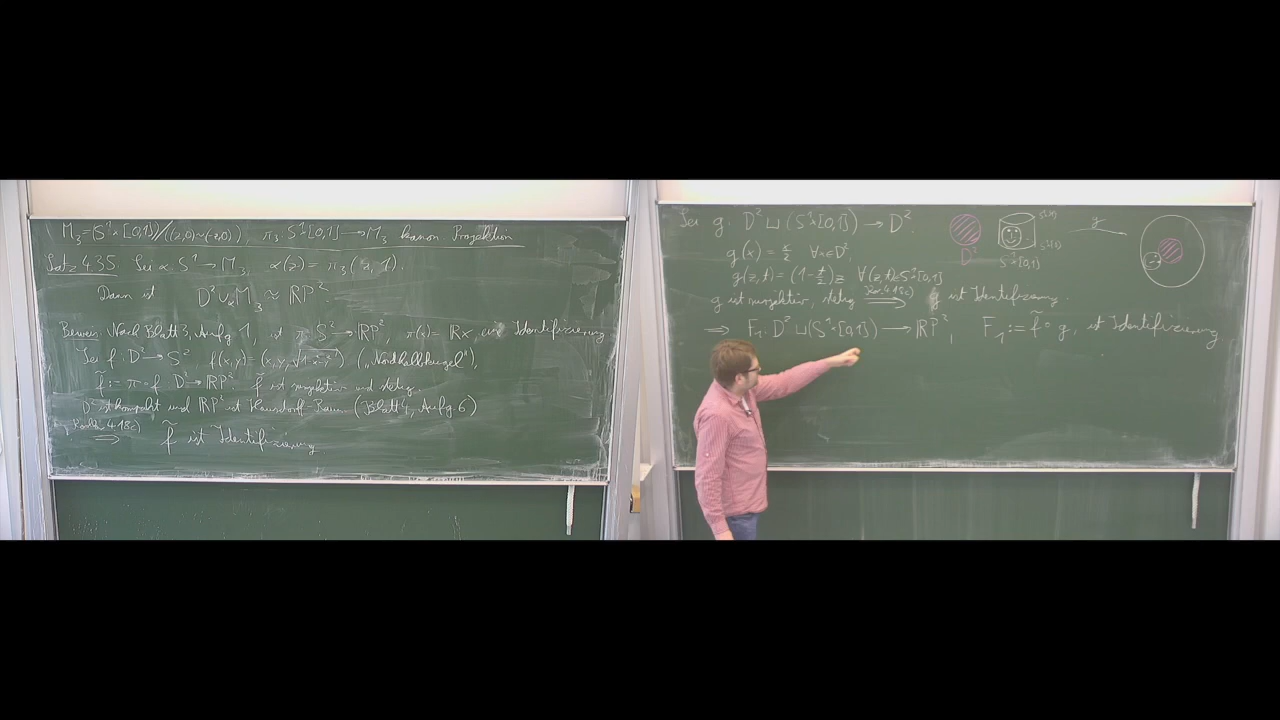 M₃=(S¹×[0,1])/((z,0)~(-z,0)), π₃: S¹×[0,1]→M₃ kanon. Projektion
Satz 4.35. Sei α: S¹→M₃, α(z)=π₃(z,1).
Dann ist D²∪_αM₃≈ℝP².
Beweis: Nach Blatt 3, Aufg. 1, ist π: S²→ℝP², π(x)=ℝx, eine Identifizierung
Sei f: D²→S² f(x,y)=(x,y,√1-x²-y²) („Nordhalbkugel"),
f̃:=π∘f: D²→ℝP². f̃ ist surjektiv und stetig.
D² ist kompakt und ℝP² ist Hausdorff-Raum (Blatt 4, Aufg. 6)
4.18c)
⇒ f̃ ist Identifizierung
Sei g: D²⊔(S¹×[0,1])→D².
g(x)=x/2 ∀x∈D²,
g(z,t)=(1-t/2)z ∀(z,t)∈S¹×[0,1]
g ist surjektiv, stetig ⇒ (Kor. 4.18c) g ist Identifizierung.
⇒ F₁: D²⊔(S¹×[0,1])→ℝP², F₁:=f̃∘g, ist Identifizierung
D²
S¹×[0,1]
g